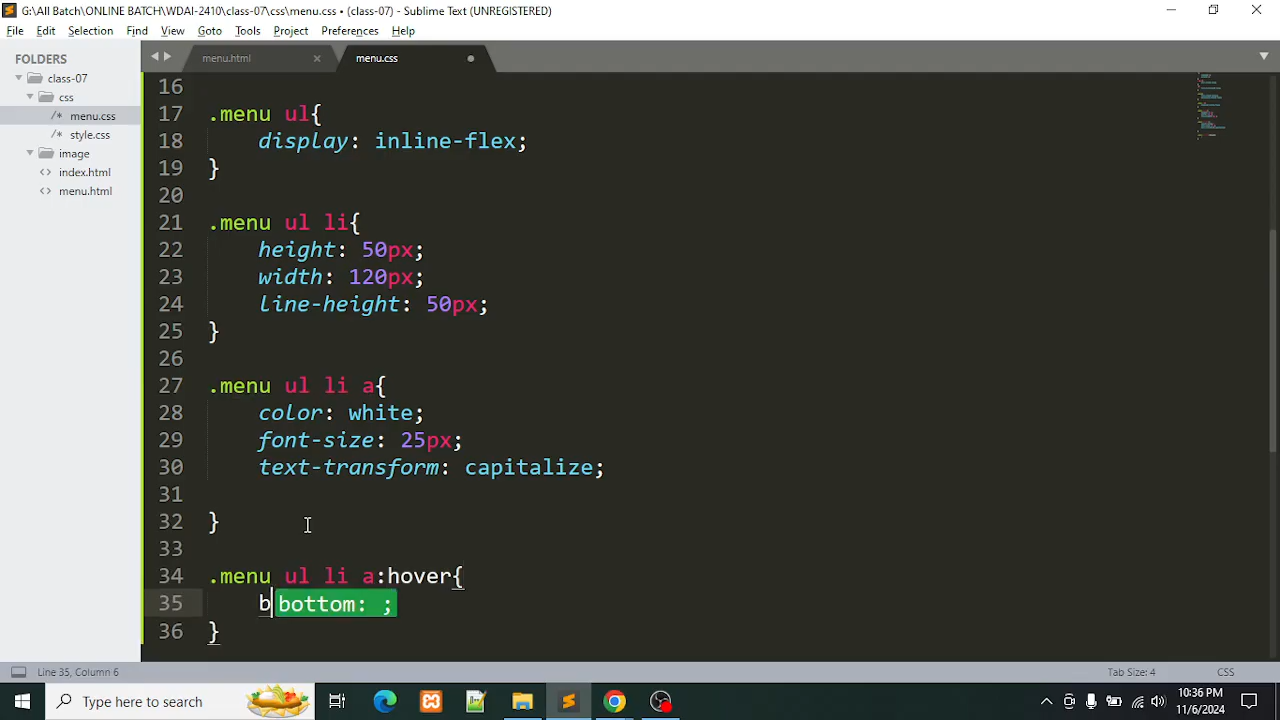 G:\All Batch\ONLINE BATCH\WDAI-2410\class-07\css\menu.css • (class-07) - Sublime Text (UNREGISTERED)
File Edit Selection Find View Goto Tools Project Preferences Help
FOLDERS
class-07
css
/* menu.css
/* style.css
image
<> index.html
<> menu.html
menu.html ×
menu.css
16
17 .menu ul{
18 display: inline-flex;
19 }
20
21 .menu ul li{
22 height: 50px;
23 width: 120px;
24 line-height: 50px;
25 }
26
27 .menu ul li a{
28 color: white;
29 font-size: 25px;
30 text-transform: capitalize;
31
32 }
33
34 .menu ul li a:hover{
35 b bottom: ;
36 }
Line 35, Column 6 Tab Size: 4 CSS
Type here to search
10:36 PM
11/6/2024